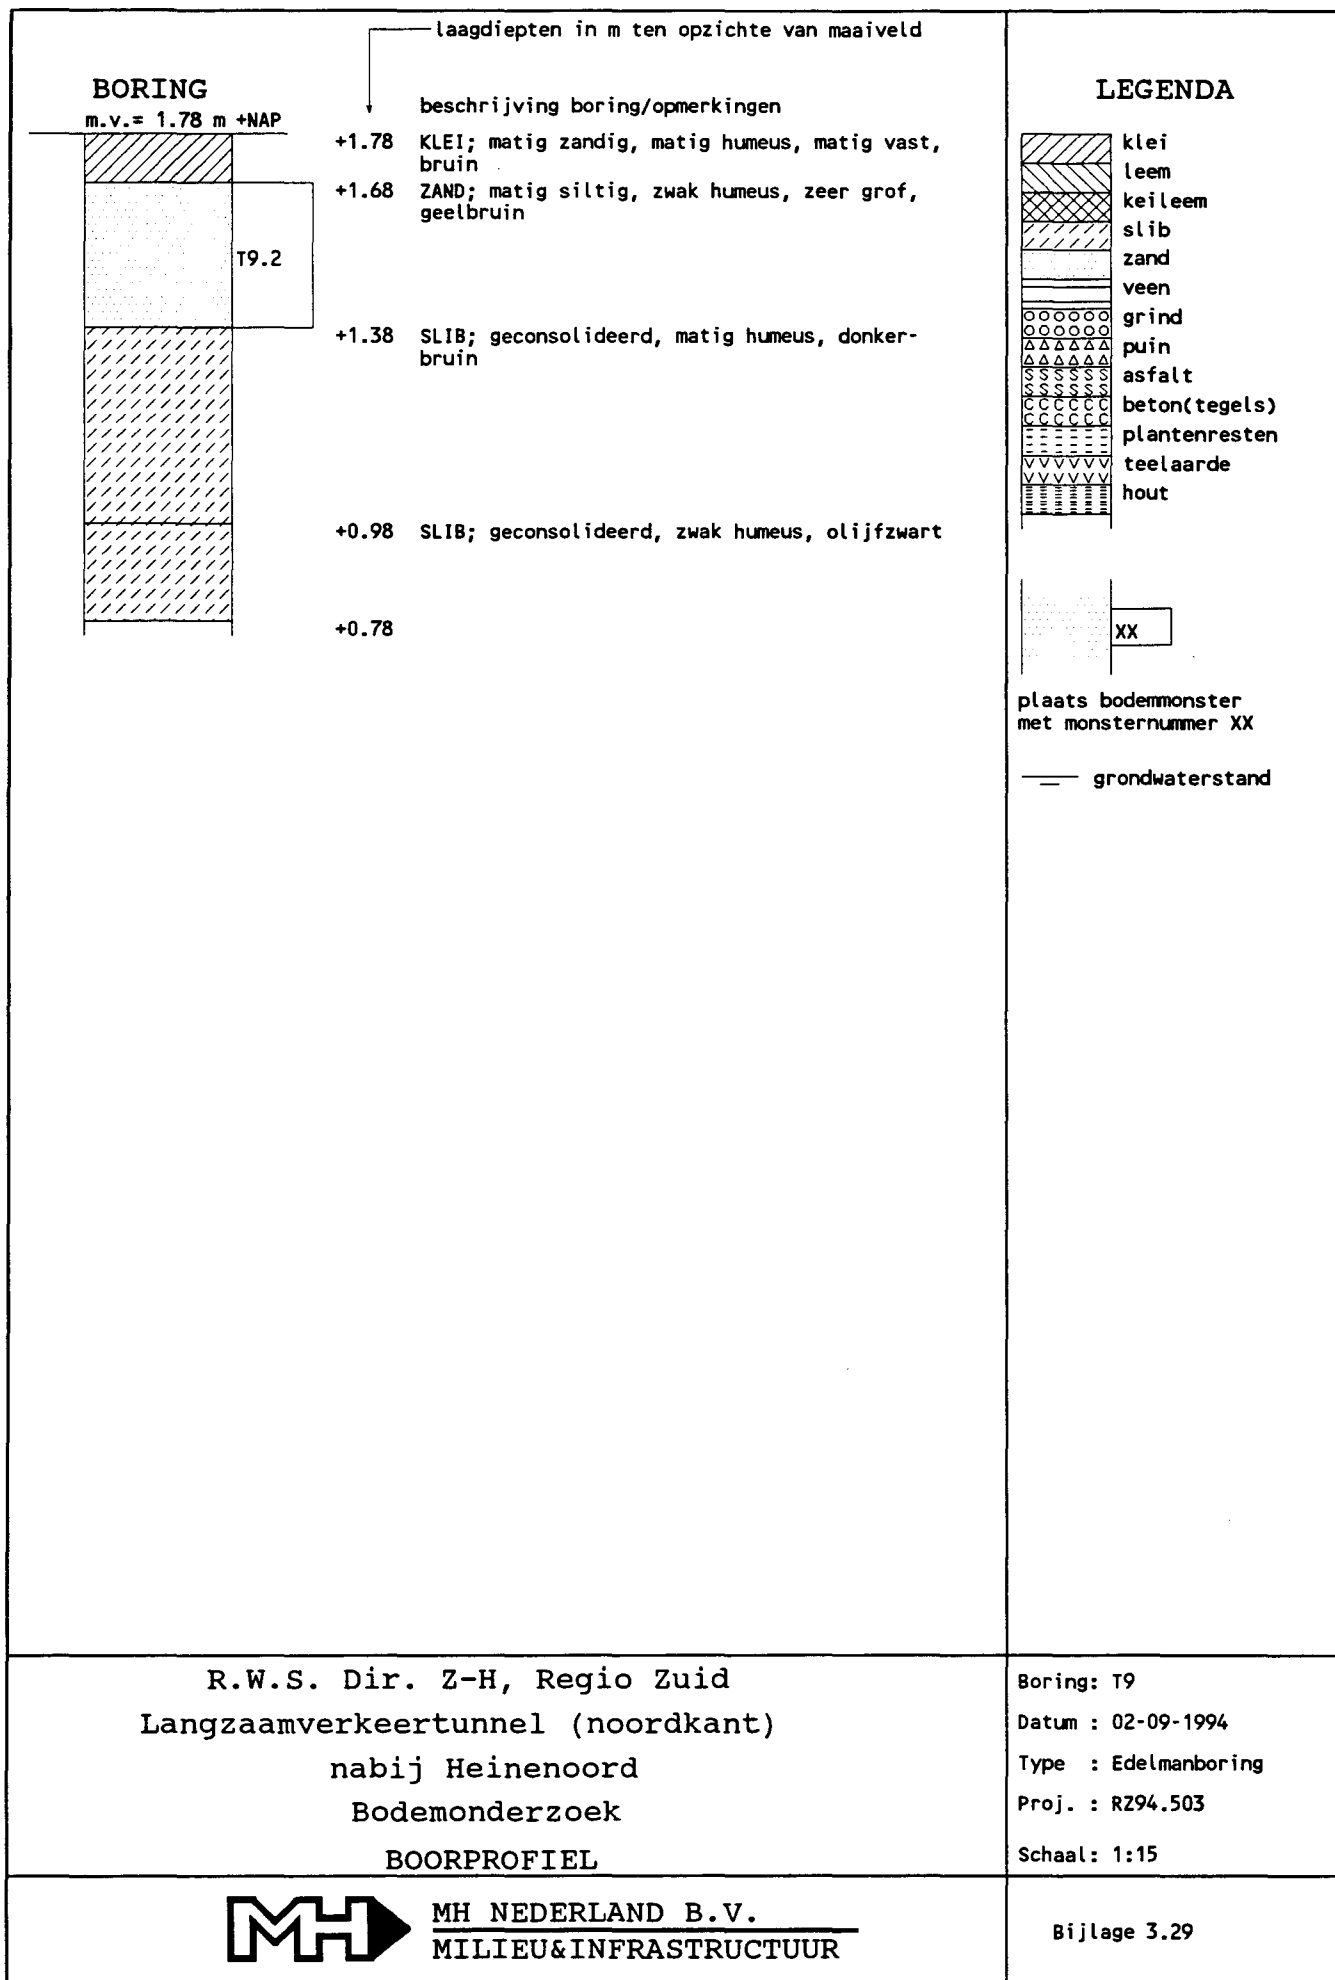 laagdiepten in m ten opzichte van maaiveld
BORING
m.v.= 1.78 m +NAP
beschrijving boring/opmerkingen
+1.78 KLEI; matig zandig, matig humeus, matig vast,
bruin
+1.68 ZAND; matig siltig, zwak humeus, zeer grof,
geelbruin
T9.2
+1.38 SLIB; geconsolideerd, matig humeus, donker-
bruin
+0.98 SLIB; geconsolideerd, zwak humeus, olijfzwart
+0.78
LEGENDA
klei
leem
keileem
slib
zand
veen
grind
puin
asfalt
beton(tegels)
plantenresten
teelaarde
hout
XX
plaats bodemmonster
met monsternummer XX
grondwaterstand
R.W.S. Dir. Z-H, Regio Zuid
Langzaamverkeertunnel (noordkant)
nabij Heinenoord
Bodemonderzoek
BOORPROFIEL
Boring: T9
Datum : 02-09-1994
Type : Edelmanboring
Proj. : RZ94.503
Schaal: 1:15
MH
MH NEDERLAND B.V.
MILIEU&INFRASTRUCTUUR
Bijlage 3.29